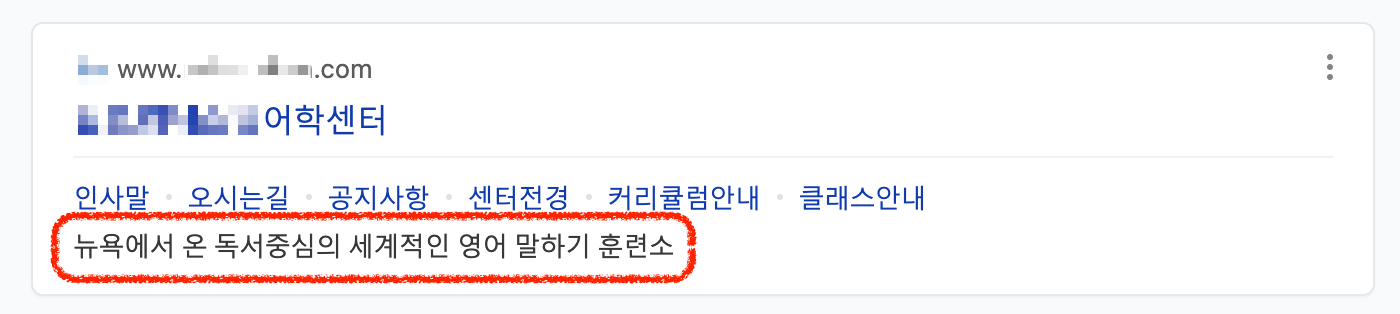 www. .com
어학센터
인사말 · 오시는길 · 공지사항 · 센터전경 · 커리큘럼안내 · 클래스안내
뉴욕에서 온 독서중심의 세계적인 영어 말하기 훈련소